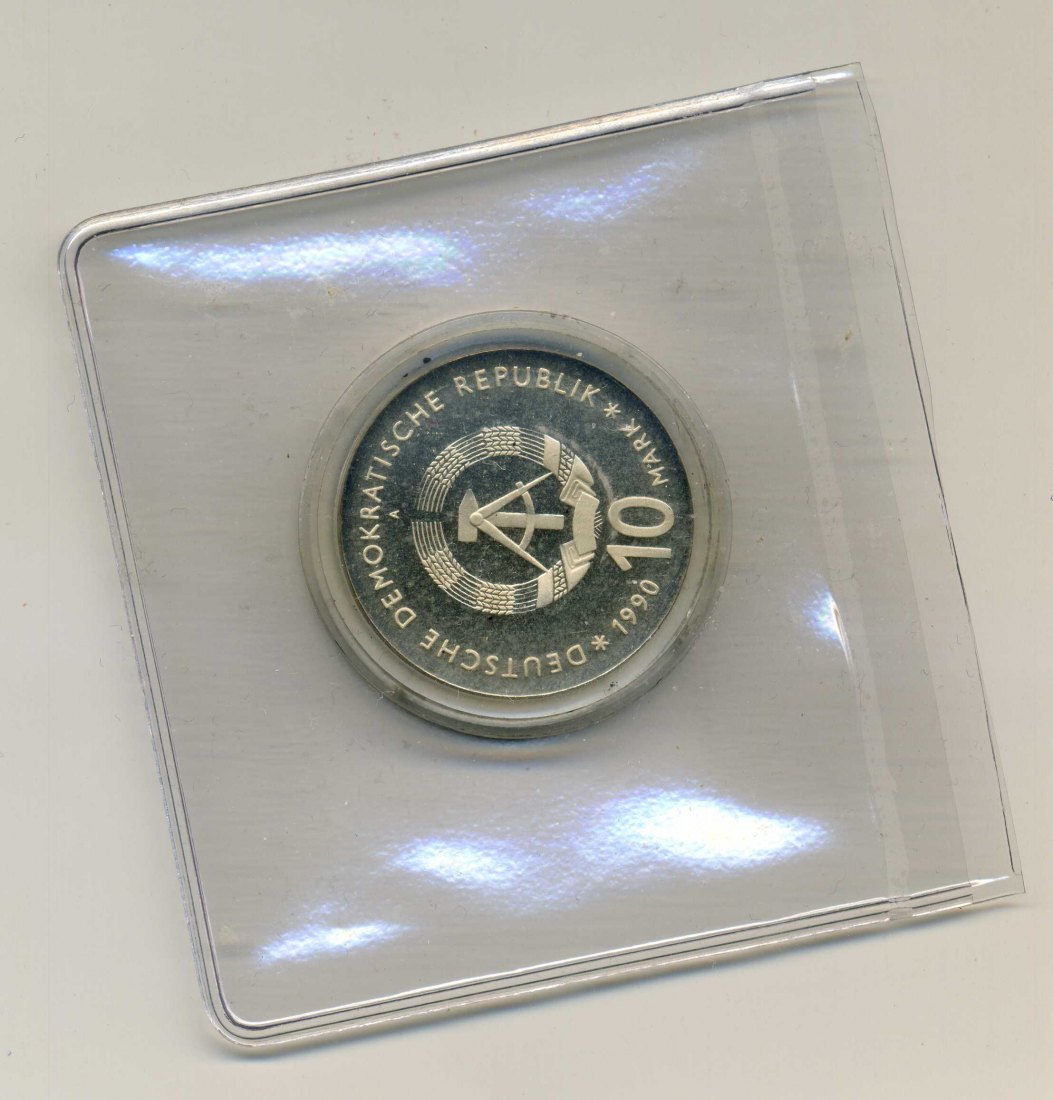 DEUTSCHE DEMOKRATISCHE REPUBLIK
* 10 MARK *
1990
A